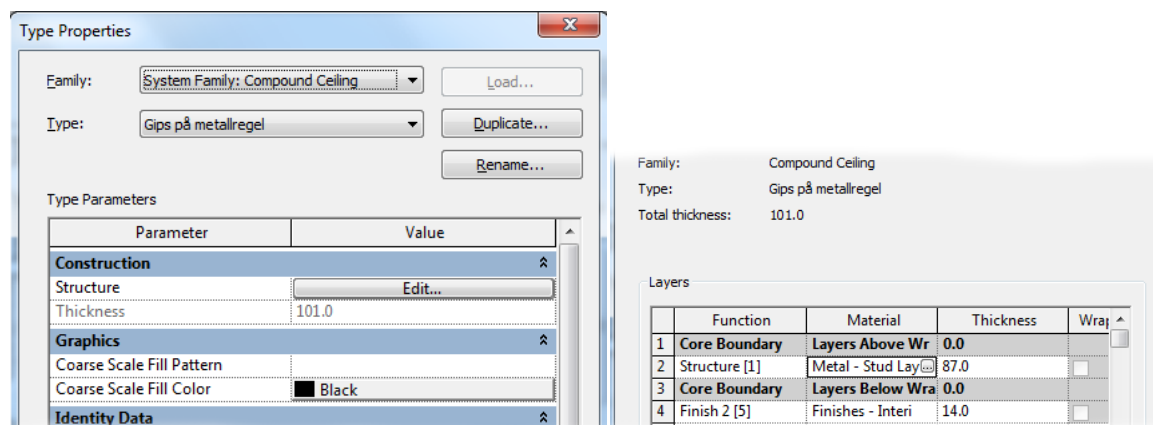 Type Properties
Family: System Family: Compound Ceiling Load...
Type: Gips på metallregel Duplicate...
Rename...
Type Parameters
Parameter Value
Construction
Structure Edit...
Thickness 101.0
Graphics
Coarse Scale Fill Pattern
Coarse Scale Fill Color Black
Identity Data
Family: Compound Ceiling
Type: Gips på metallregel
Total thickness: 101.0
Layers
Function Material Thickness Wrap
1 Core Boundary Layers Above Wr 0.0
2 Structure [1] Metal - Stud Lay ... 87.0
3 Core Boundary Layers Below Wra 0.0
4 Finish 2 [5] Finishes - Interi 14.0